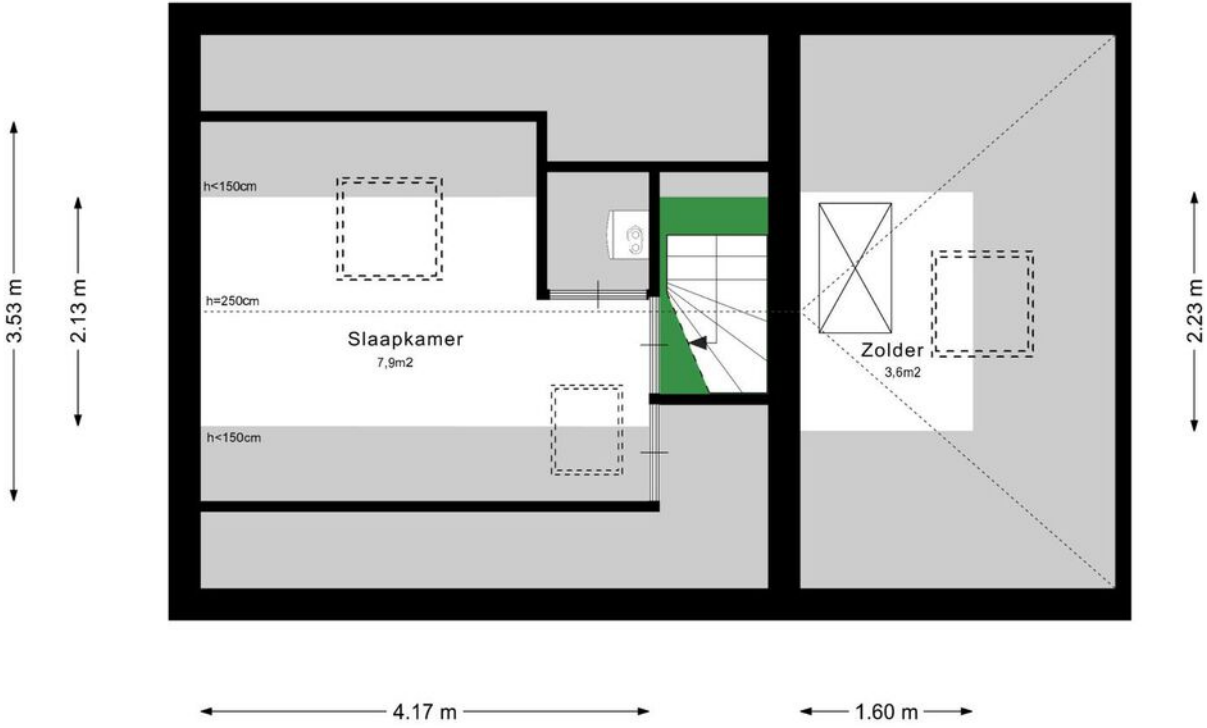 h<150cm
h=250cm
Slaapkamer
7,9m2
h<150cm
Zolder
3,6m2
3.53 m
2.13 m
2.23 m
4.17 m
1.60 m